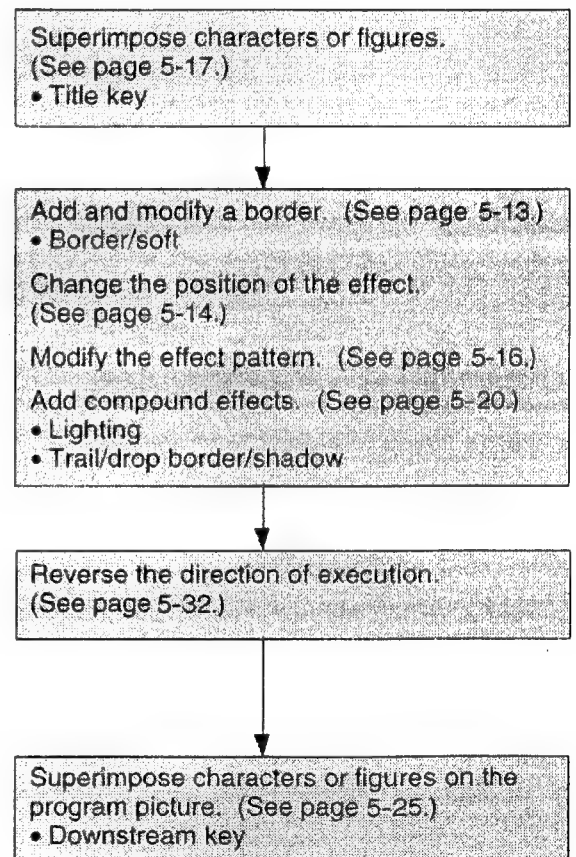 Superimpose characters or figures.
(See page 5-17.)
• Title key
Add and modify a border. (See page 5-13.)
• Border/soft
Change the position of the effect.
(See page 5-14.)
Modify the effect pattern. (See page 5-16.)
Add compound effects. (See page 5-20.)
• Lighting
• Trail/drop border/shadow
Reverse the direction of execution.
(See page 5-32.)
Superimpose characters or figures on the
program picture. (See page 5-25.)
• Downstream key